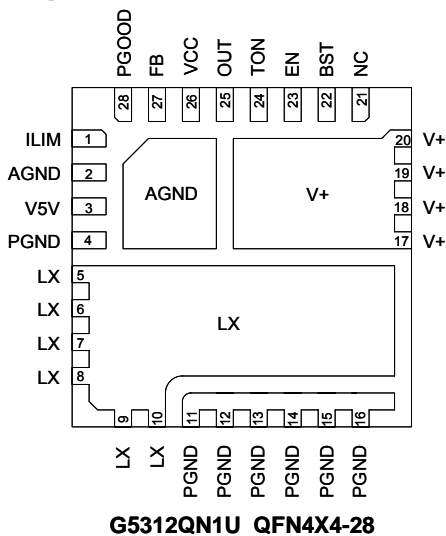 PGOOD FB VCC OUT TON EN BST NC
28 27 26 25 24 23 22 21
ILIM 1
AGND 2
V5V 3
PGND 4
AGND
V+
20 V+
19 V+
18 V+
17 V+
LX 5
LX 6
LX 7
LX 8
LX
9 10 11 12 13 14 15 16
LX LX PGND PGND PGND PGND PGND PGND
G5312QN1U QFN4X4-28